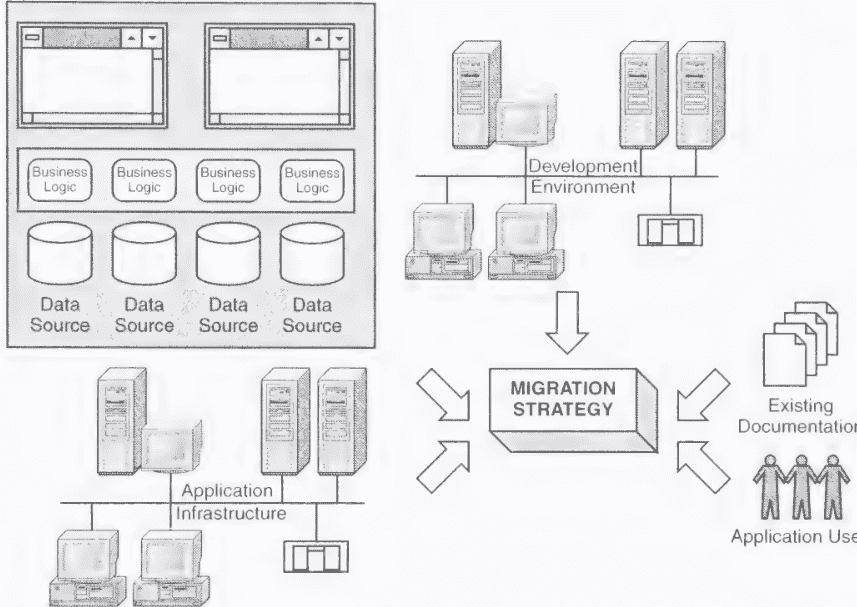 Business
Logic
Business
Logic
Business
Logic
Business
Logic
Data
Source
Data
Source
Data
Source
Data
Source
Development
Environment
MIGRATION
STRATEGY
Existing
Documentation
Application
Infrastructure
Application Use